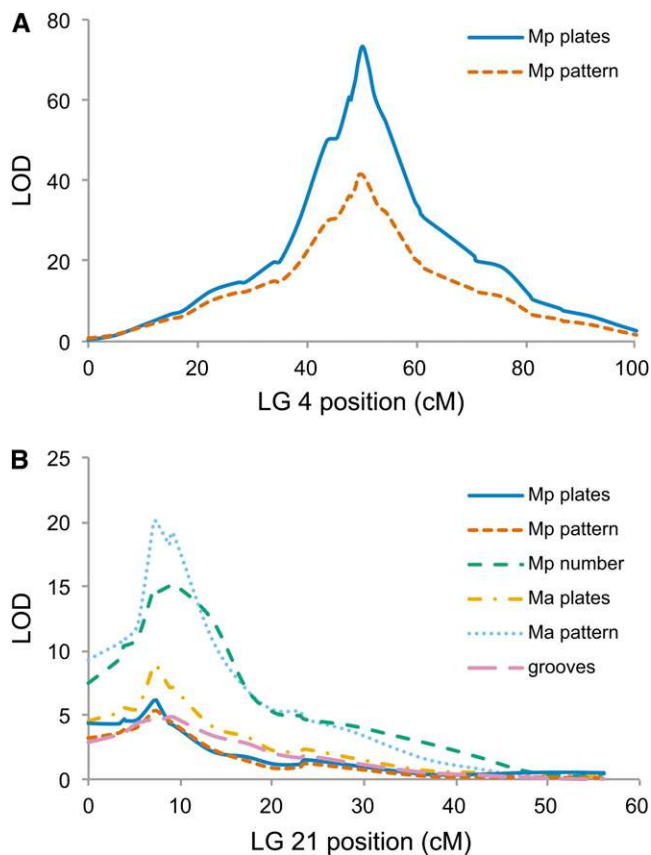 A
80
60
40
20
0
LOD
Mp plates
Mp pattern
0 20 40 60 80 100
LG 4 position (cM)
B
25
20
15
10
5
0
LOD
Mp plates
Mp pattern
Mp number
Ma plates
Ma pattern
grooves
0 10 20 30 40 50 60
LG 21 position (cM)